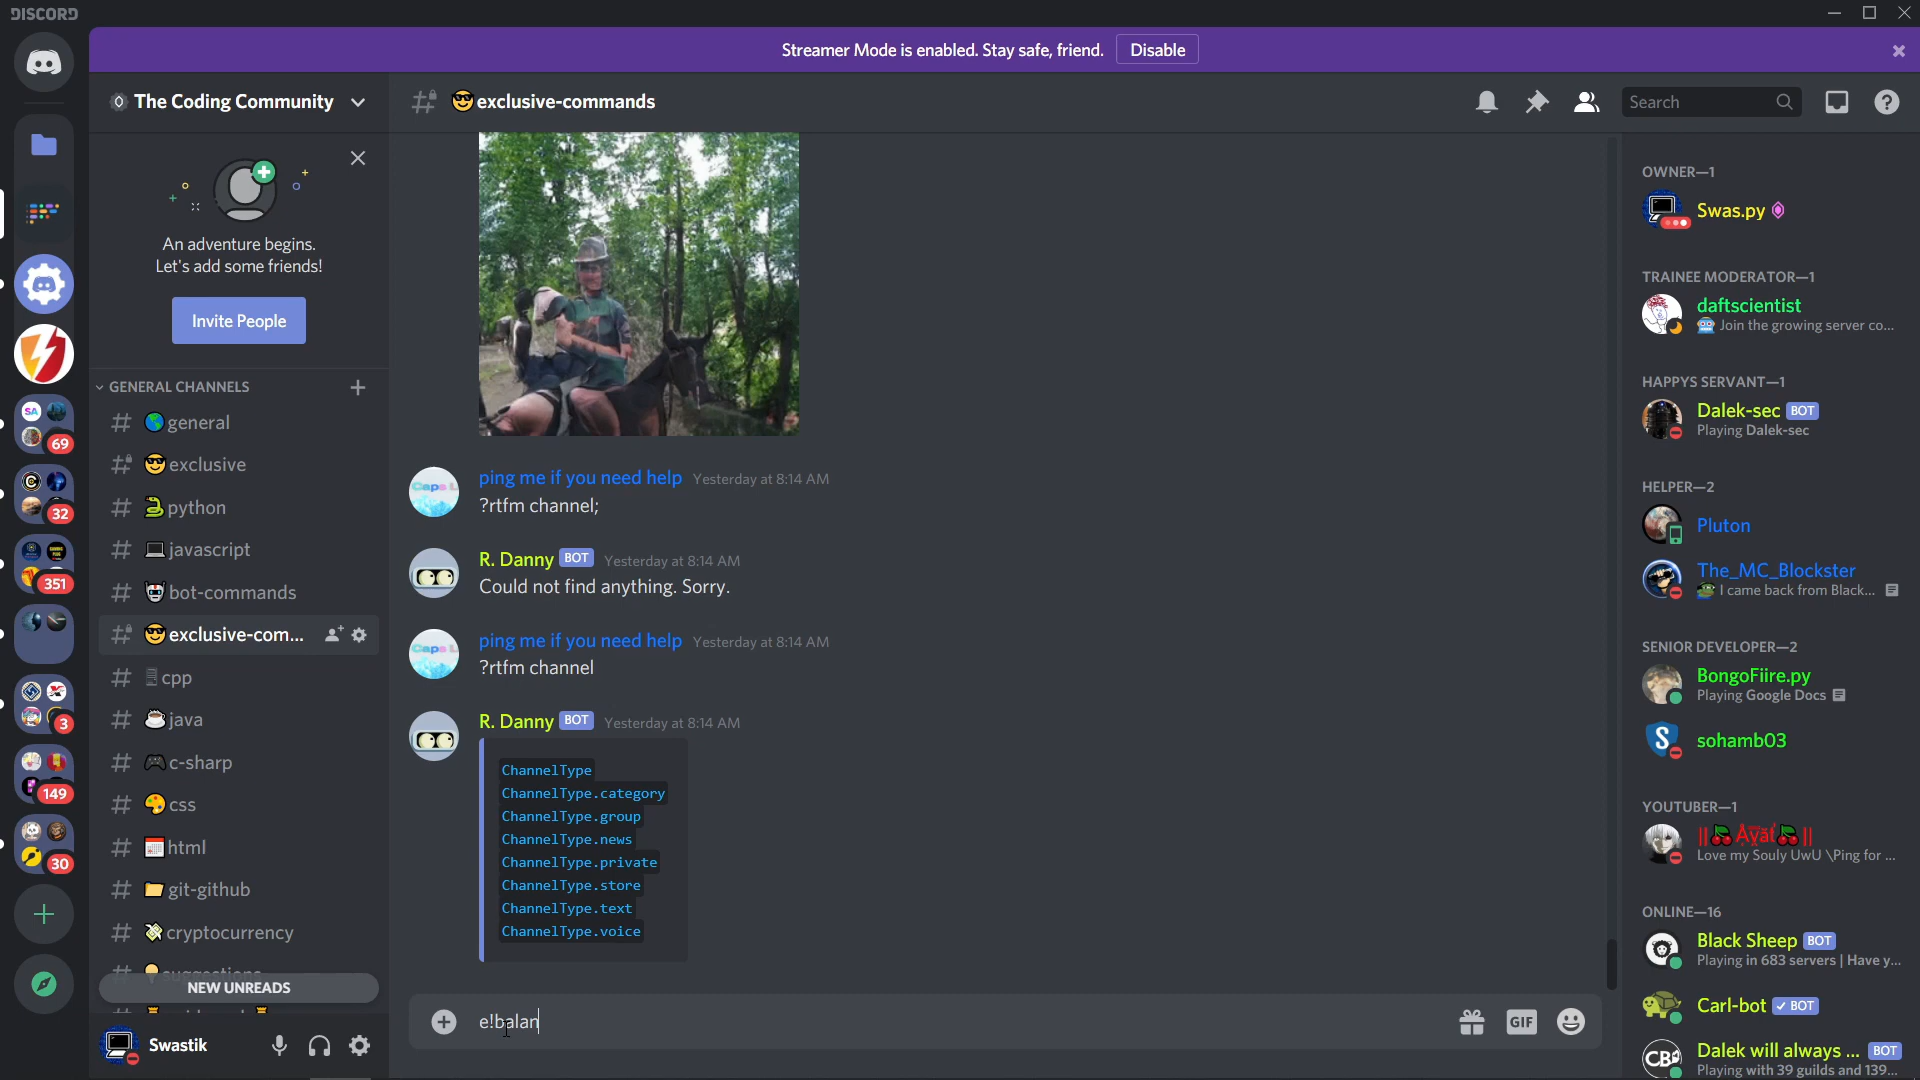 DISCORD
Streamer Mode is enabled. Stay safe, friend.
Disable
The Coding Community
exclusive-commands
Search
An adventure begins.
Let's add some friends!
Invite People
GENERAL CHANNELS
general
exclusive
python
javascript
bot-commands
exclusive-com...
cpp
java
c-sharp
css
html
git-github
cryptocurrency
suggestions
NEW UNREADS
Swastik
SA
69
32
351
3
149
30
ping me if you need help Yesterday at 8:14 AM
?rtfm channel;
R. Danny BOT Yesterday at 8:14 AM
Could not find anything. Sorry.
ping me if you need help Yesterday at 8:14 AM
?rtfm channel
R. Danny BOT Yesterday at 8:14 AM
ChannelType
ChannelType.category
ChannelType.group
ChannelType.news
ChannelType.private
ChannelType.store
ChannelType.text
ChannelType.voice
e!balan
GIF
OWNER—1
Swas.py
TRAINEE MODERATOR—1
daftscientist
Join the growing server co...
HAPPYS SERVANT—1
Dalek-sec BOT
Playing Dalek-sec
HELPER—2
Pluton
The_MC_Blockster
I came back from Black...
SENIOR DEVELOPER—2
BongoFiire.py
Playing Google Docs
sohamb03
YOUTUBER—1
Love my Souly UwU \Ping for ...
ONLINE—16
Black Sheep BOT
Playing in 683 servers | Have y...
Carl-bot BOT
Dalek will always ... BOT
Playing with 39 guilds and 139...